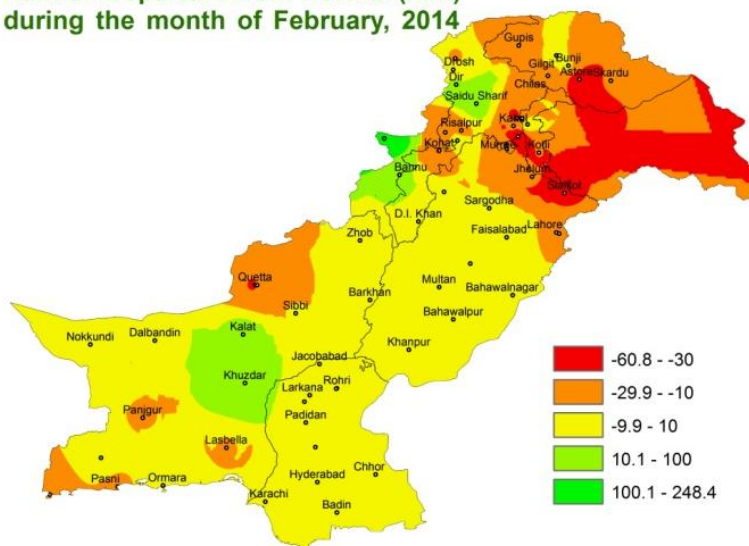 during the month of February, 2014
Gupis
Drosh
Bunji
Gilgit
Dir
Astore
Skardu
Chilas
Saidu Sharif
Risalpur
Kohat
Kotli
Bannu
Jhelum
Sialkot
Sargodha
D.I. Khan
Lahore
Faisalabad
Zhob
Quetta
Multan
Barkhan
Bahawalnagar
Sibbi
Bahawalpur
Kalat
Nokkundi
Dalbandin
Khanpur
Jacobabad
-60.8 - -30
Khuzdar
Rohri
Larkana
-29.9 - -10
Panjgur
Padidan
-9.9 - 10
Lasbella
10.1 - 100
Pasni
Ormara
Hyderabad
Chhor
100.1 - 248.4
Karachi
Badin